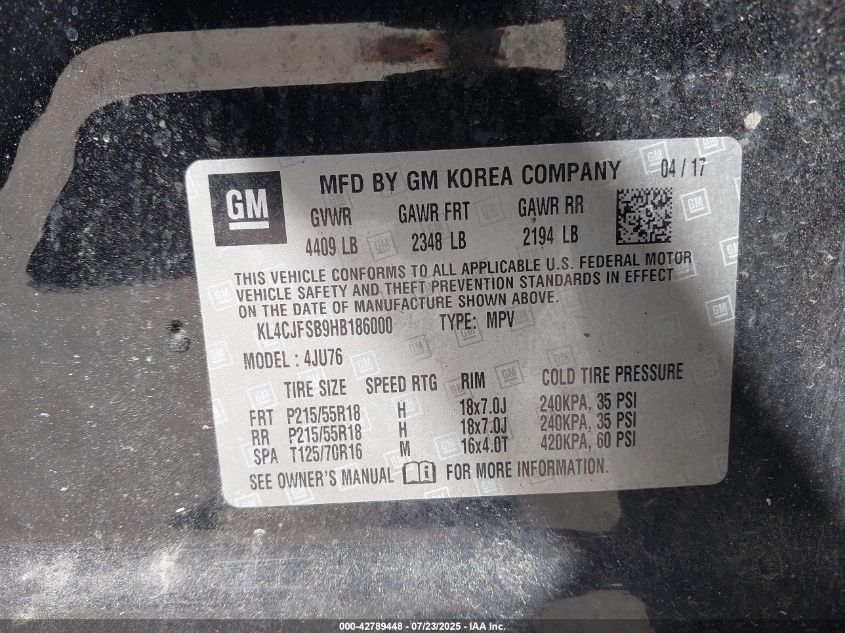 GM
MFD BY GM KOREA COMPANY 04 / 17
GVWR GAWR FRT GAWR RR
4409 LB 2348 LB 2194 LB
THIS VEHICLE CONFORMS TO ALL APPLICABLE U.S. FEDERAL MOTOR
VEHICLE SAFETY AND THEFT PREVENTION STANDARDS IN EFFECT
ON THE DATE OF MANUFACTURE SHOWN ABOVE.
KL4CJFSB9HB186000 TYPE: MPV
MODEL : 4JU76
TIRE SIZE SPEED RTG RIM COLD TIRE PRESSURE
FRT P215/55R18 H 18x7.0J 240KPA, 35 PSI
RR P215/55R18 H 18x7.0J 240KPA, 35 PSI
SPA T125/70R16 M 16x4.0T 420KPA, 60 PSI
SEE OWNER'S MANUAL FOR MORE INFORMATION.
000-42789448 - 07/23/2025 - IAA Inc.